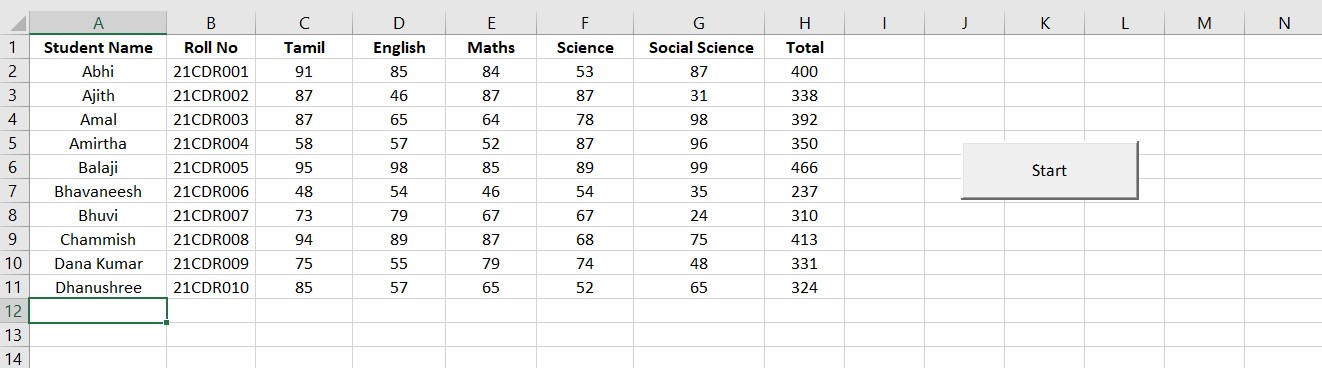 A B C D E F G H I J K L M N
1 Student Name Roll No Tamil English Maths Science Social Science Total
2 Abhi 21CDR001 91 85 84 53 87 400
3 Ajith 21CDR002 87 46 87 87 31 338
4 Amal 21CDR003 87 65 64 78 98 392
5 Amirtha 21CDR004 58 57 52 87 96 350
6 Balaji 21CDR005 95 98 85 89 99 466 Start
7 Bhavaneesh 21CDR006 48 54 46 54 35 237
8 Bhuvi 21CDR007 73 79 67 67 24 310
9 Chammish 21CDR008 94 89 87 68 75 413
10 Dana Kumar 21CDR009 75 55 79 74 48 331
11 Dhanushree 21CDR010 85 57 65 52 65 324
12
13
14